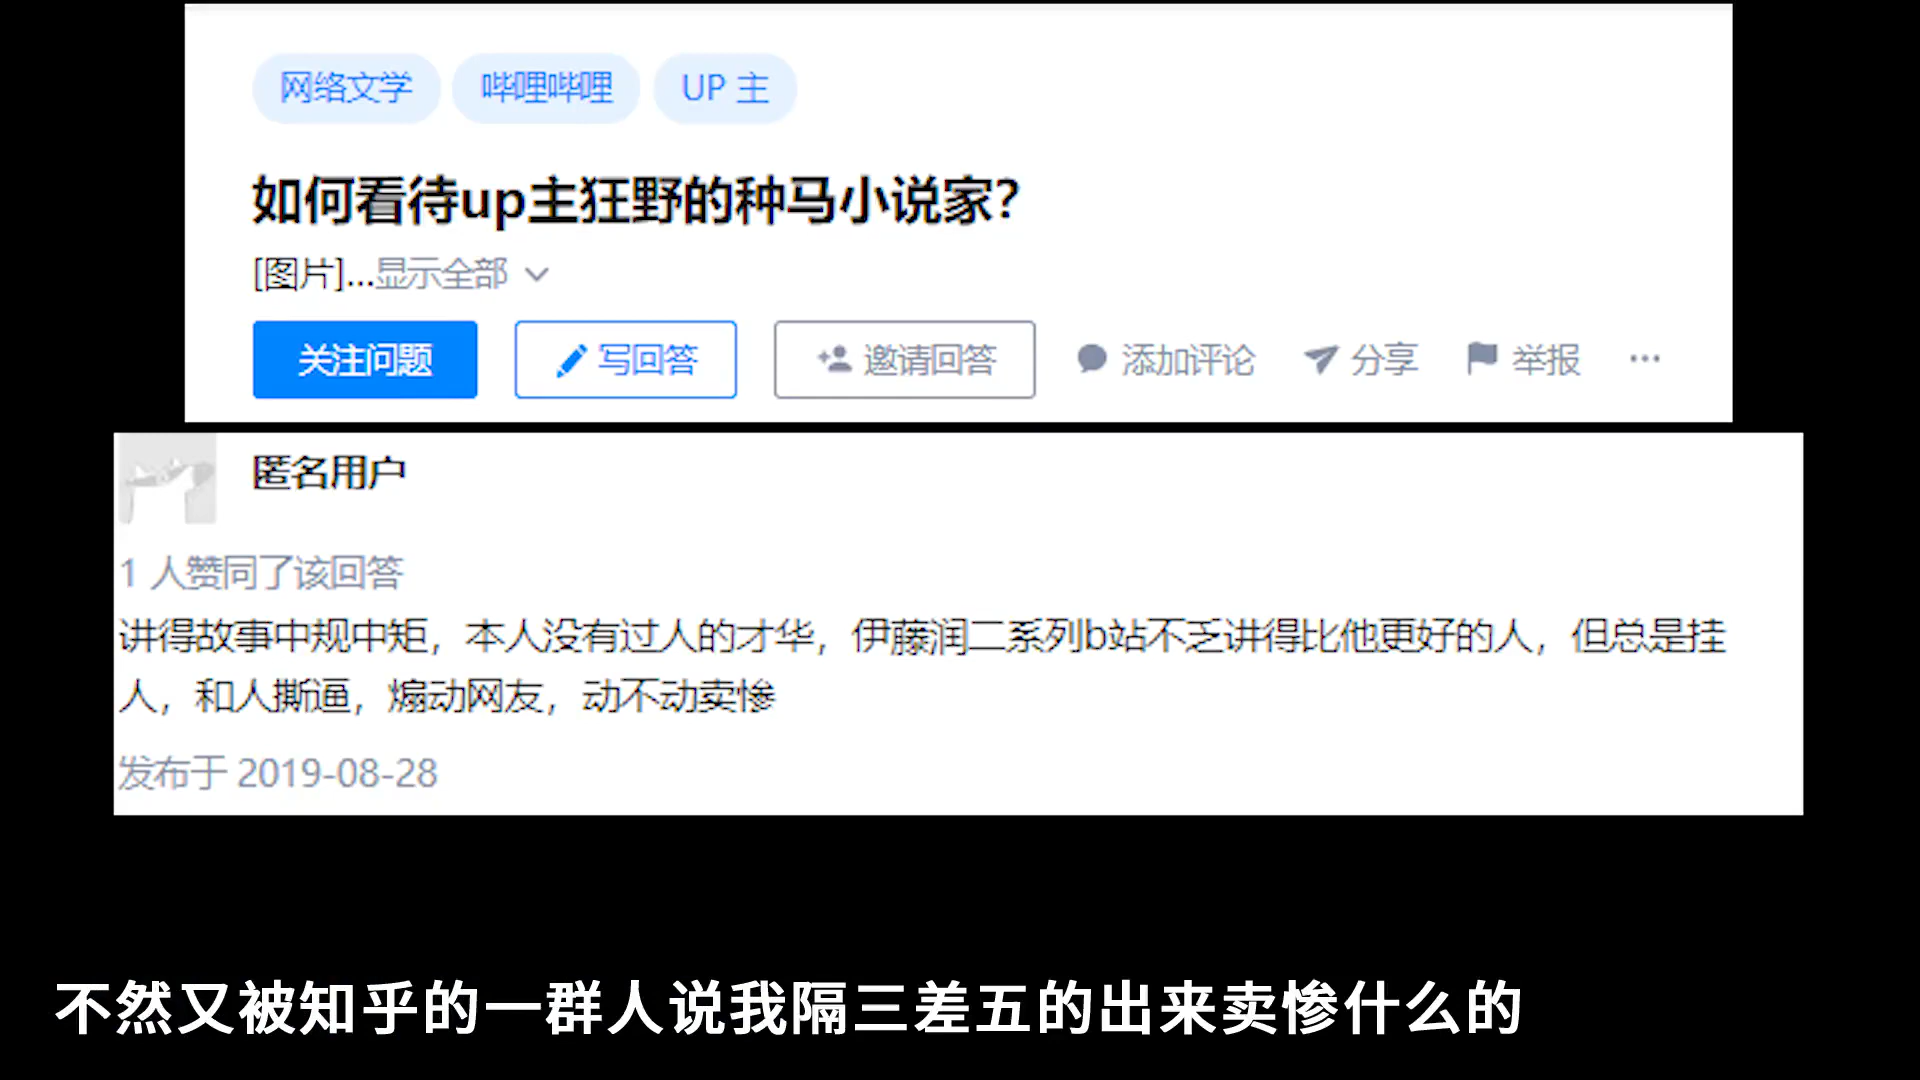 网络文学 哔哩哔哩 UP 主
如何看待up主狂野的种马小说家?
[图片]...显示全部
关注问题 写回答 邀请回答 添加评论 分享 举报 ...
匿名用户
1 人赞同了该回答
讲得故事中规中矩，本人没有过人的才华，伊藤润二系列b站不乏讲得比他更好的人，但总是挂
人，和人撕逼，煽动网友，动不动卖惨
发布于 2019-08-28
不然又被知乎的一群人说我隔三差五的出来卖惨什么的